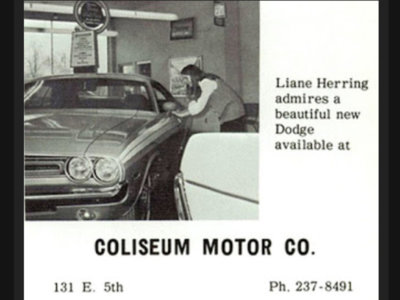 Liane Herring
admires a
beautiful new
Dodge
available at
COLISEUM MOTOR CO.
131 E. 5th
Ph. 237-8491